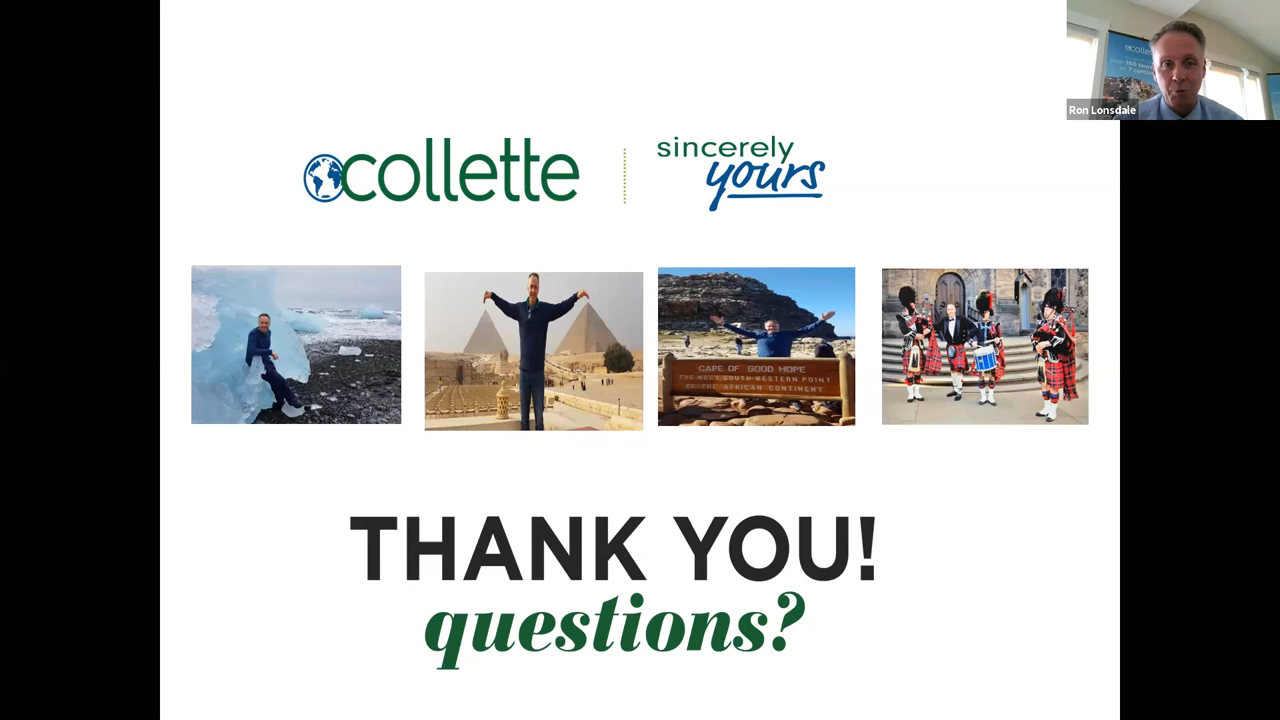 collette
sincerely
yours
CAPE OF GOOD HOPE
THE MOST SOUTH-WESTERN POINT
OF THE AFRICAN CONTINENT
THANK YOU!
questions?
Ron Lonsdale